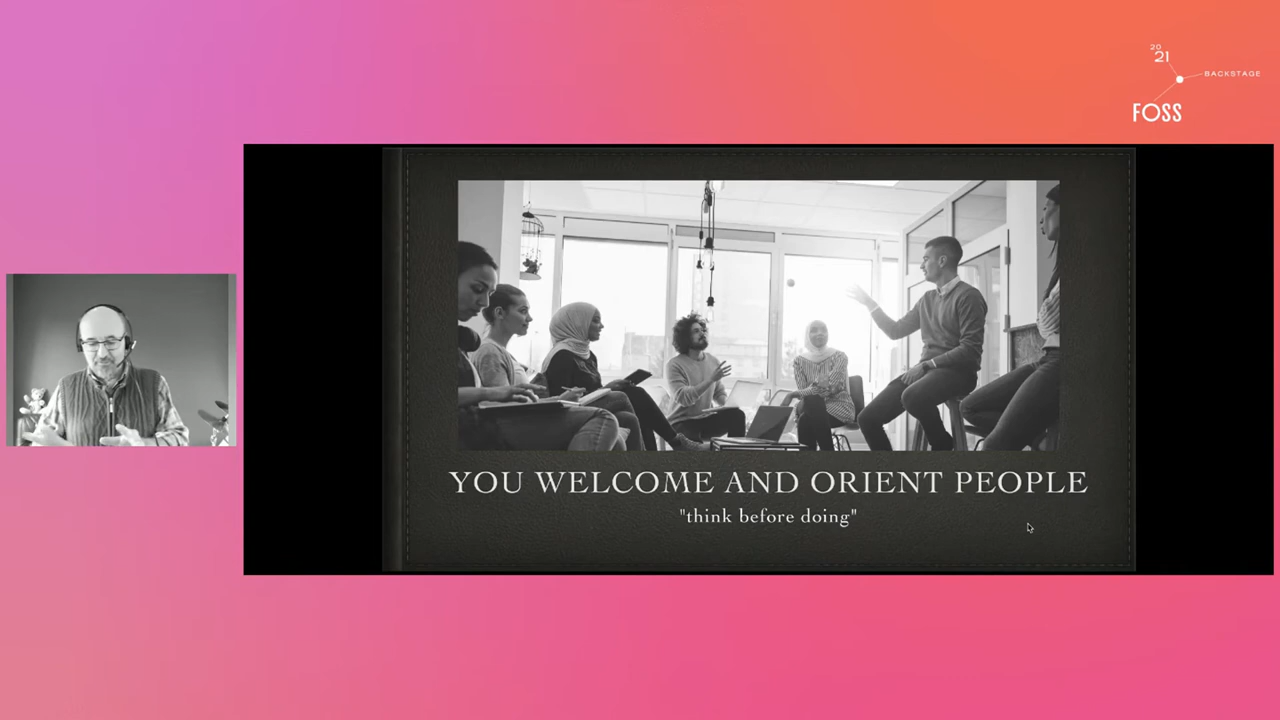 20
21
BACKSTAGE
FOSS
YOU WELCOME AND ORIENT PEOPLE
"think before doing"